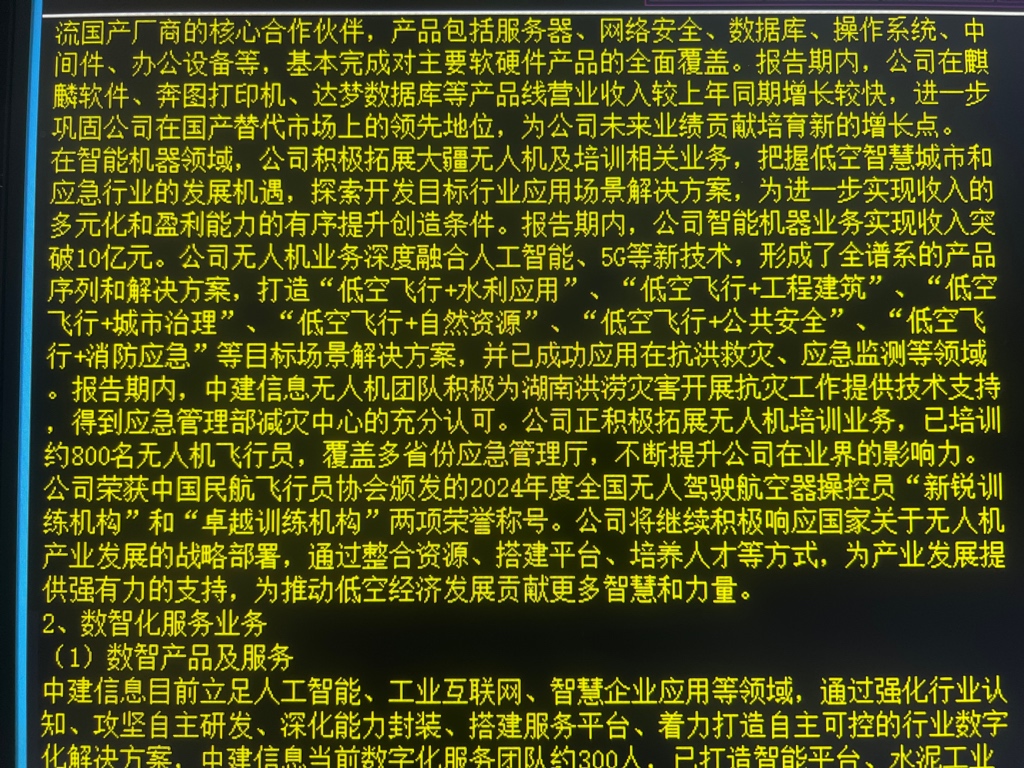 流国产厂商的核心合作伙伴，产品包括服务器、网络安全、数据库、操作系统、中
间件、办公设备等，基本完成对主要软硬件产品的全面覆盖。报告期内，公司在麒
麟软件、奔图打印机、达梦数据库等产品线营业收入较上年同期增长较快，进一步
巩固公司在国产替代市场上的领先地位，为公司未来业绩贡献培育新的增长点。
在智能机器领域，公司积极拓展大疆无人机及培训相关业务，把握低空智慧城市和
应急行业的发展机遇，探索开发目标行业应用场景解决方案，为进一步实现收入的
多元化和盈利能力的有序提升创造条件。报告期内，公司智能机器业务实现收入突
破10亿元。公司无人机业务深度融合人工智能、5G等新技术，形成了全谱系的产品
序列和解决方案，打造“低空飞行+水利应用”、“低空飞行+工程建筑”、“低空
飞行+城市治理”、“低空飞行+自然资源”、“低空飞行+公共安全”、“低空飞
行+消防应急”等目标场景解决方案，并已成功应用在抗洪救灾、应急监测等领域
。报告期内，中建信息无人机团队积极为湖南洪涝灾害开展抗灾工作提供技术支持
，得到应急管理部减灾中心的充分认可。公司正积极拓展无人机培训业务，已培训
约800名无人机飞行员，覆盖多省份应急管理厅，不断提升公司在业界的影响力。
公司荣获中国民航飞行员协会颁发的2024年度全国无人驾驶航空器操控员“新锐训
练机构”和“卓越训练机构”两项荣誉称号。公司将继续积极响应国家关于无人机
产业发展的战略部署，通过整合资源、搭建平台、培养人才等方式，为产业发展提
供强有力的支持，为推动低空经济发展贡献更多智慧和力量。
2、数智化服务业务
（1）数智产品及服务
中建信息目前立足人工智能、工业互联网、智慧企业应用等领域，通过强化行业认
知、攻坚自主研发、深化能力封装、搭建服务平台、着力打造自主可控的行业数字
化解决方案，中建信息当前数字化服务团队约300人，已打造智能平台、水泥工业